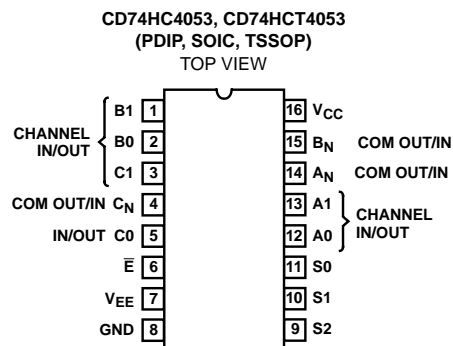 CD74HC4053, CD74HCT4053
(PDIP, SOIC, TSSOP)
TOP VIEW
CHANNEL
IN/OUT
B1 1
B0 2
C1 3
COM OUT/IN CN 4
IN/OUT C0 5
E̅ 6
VEE 7
GND 8
16 VCC
15 BN COM OUT/IN
14 AN COM OUT/IN
13 A1
12 A0
CHANNEL
IN/OUT
11 S0
10 S1
9 S2